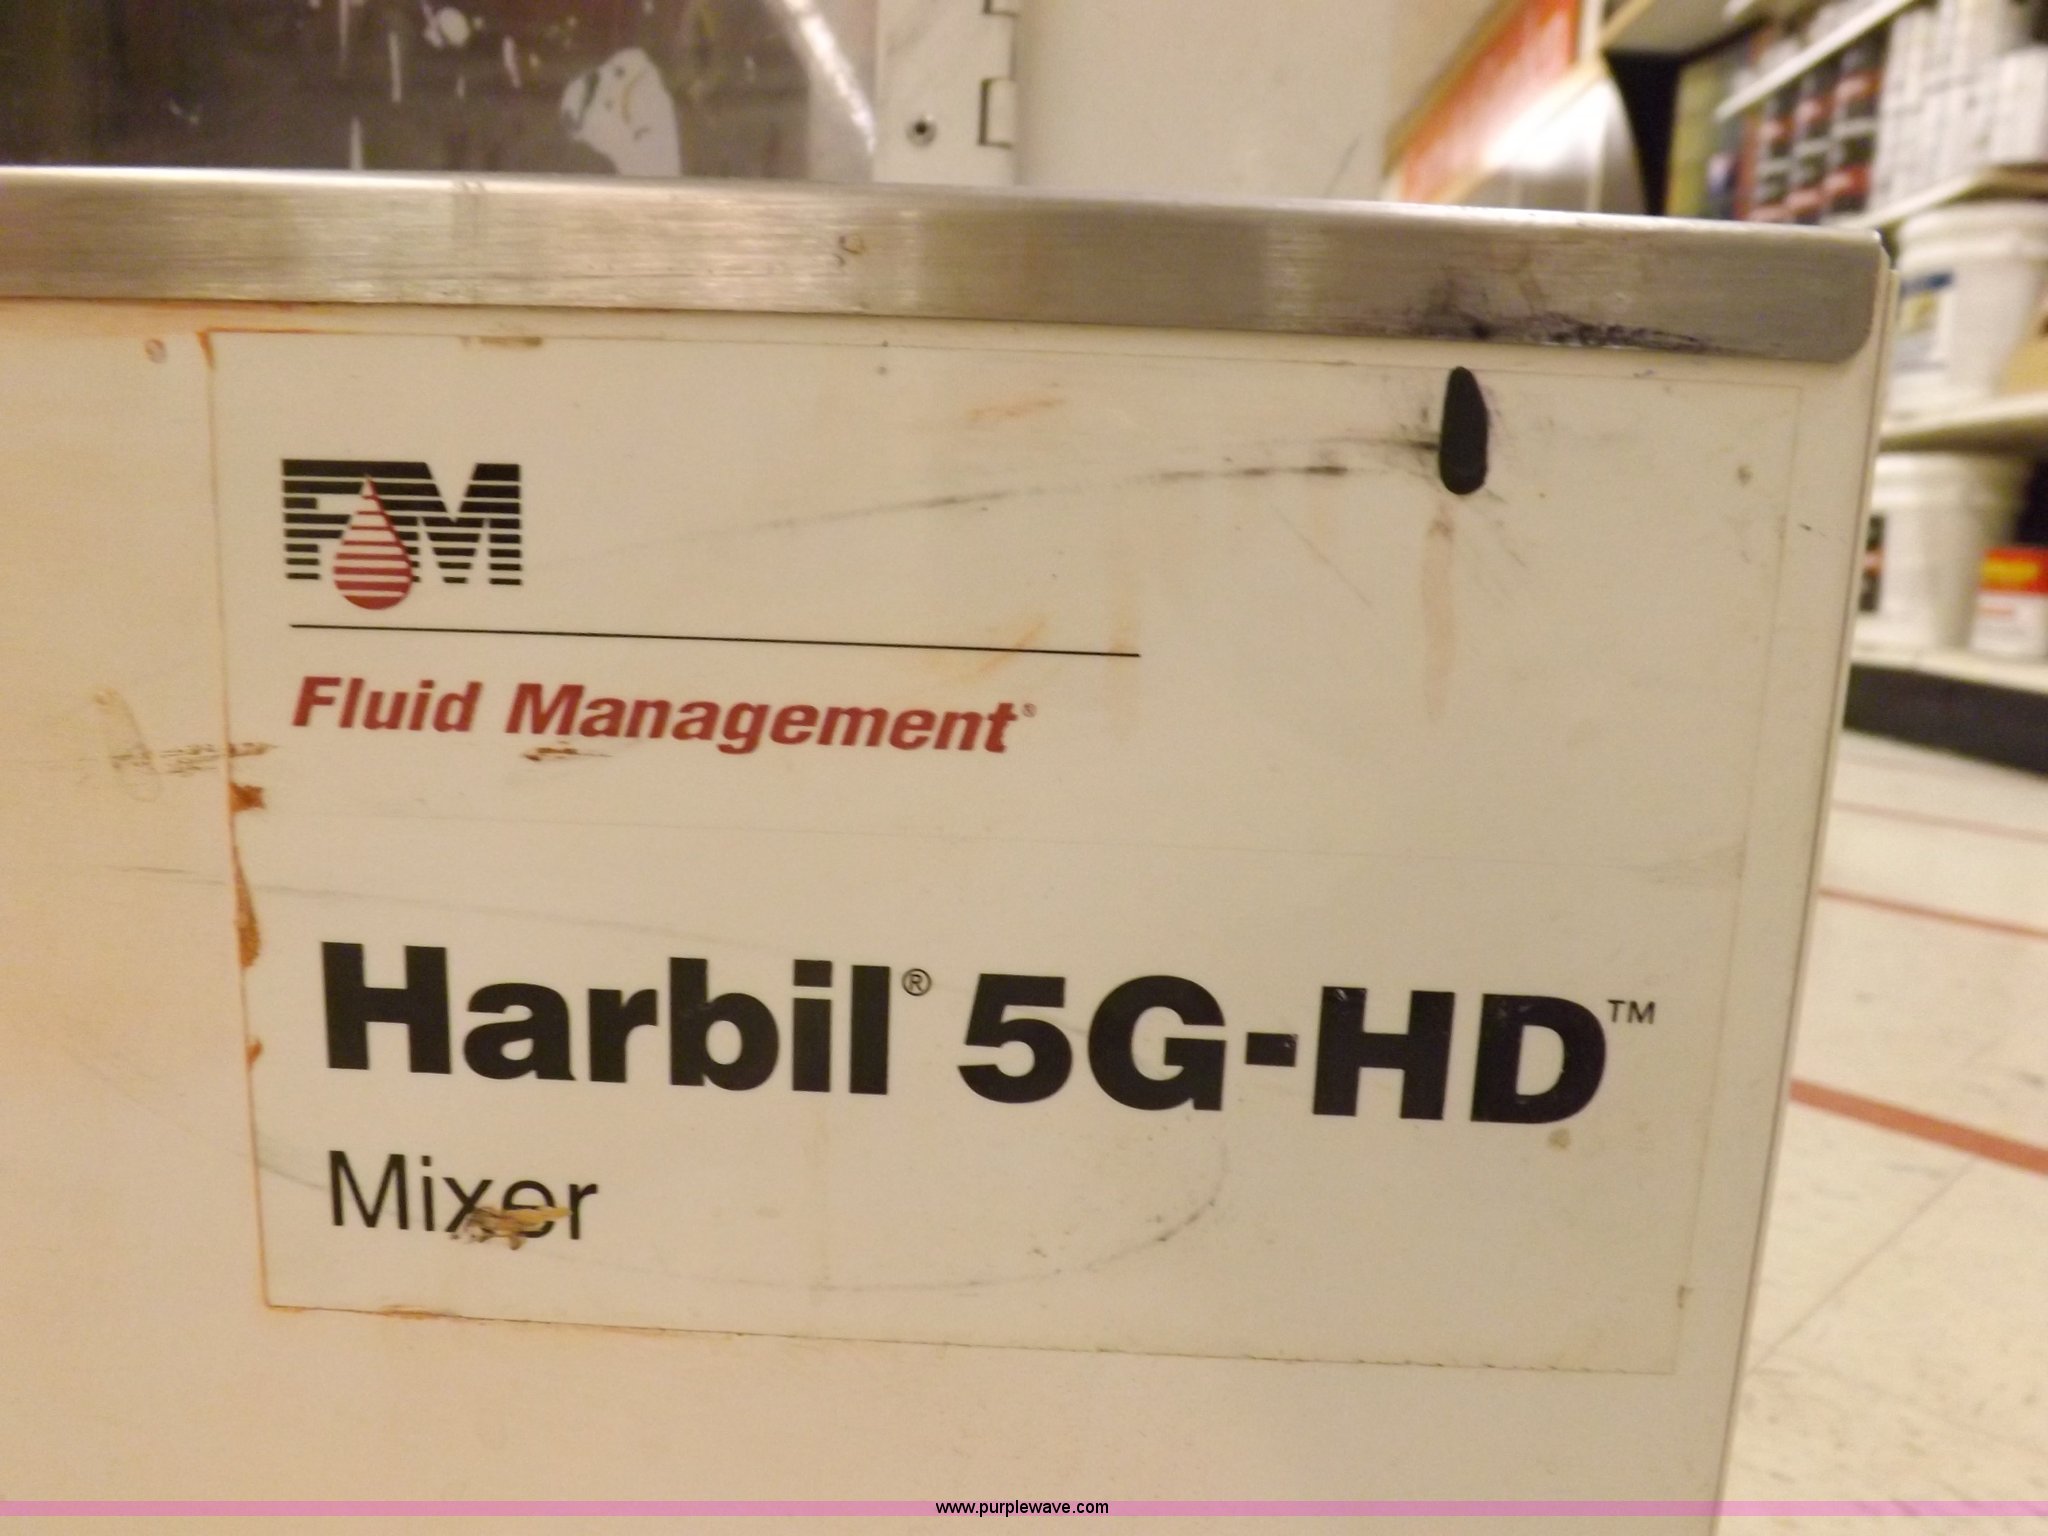 FM
Fluid Management®
Harbil® 5G-HD™
Mixer
www.purplewave.com